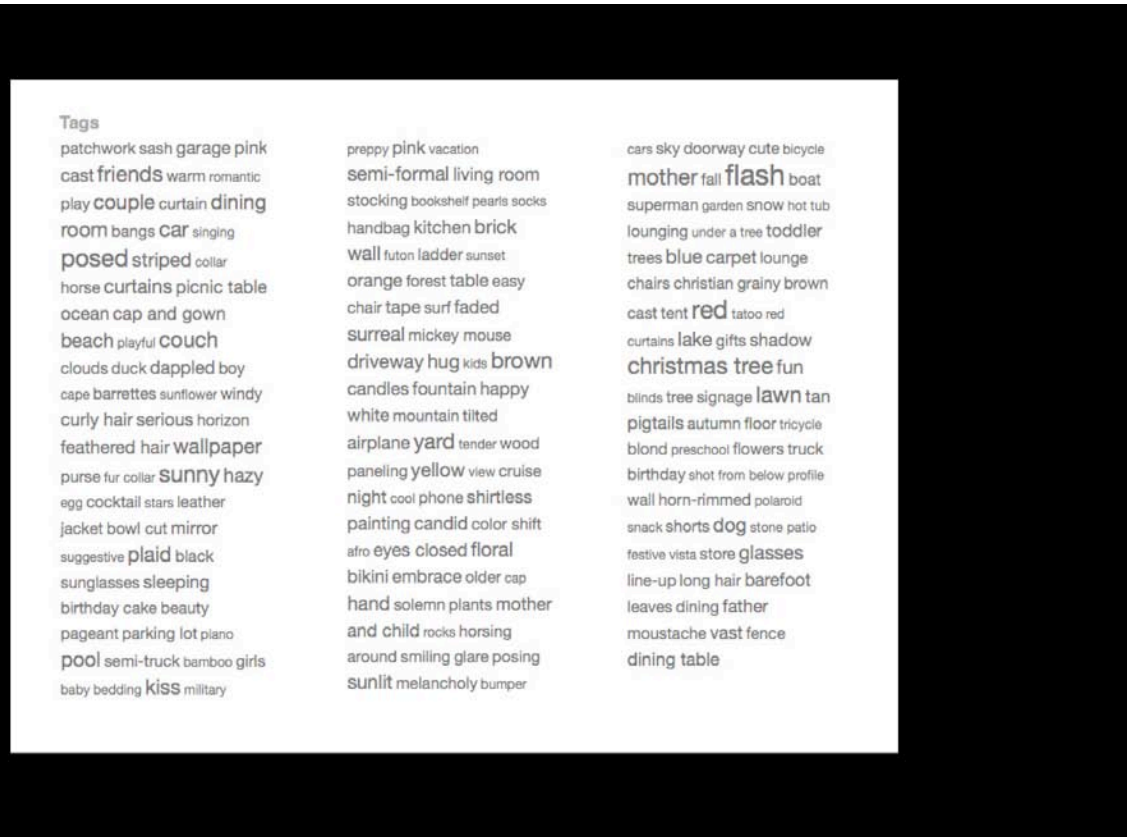 Tags
patchwork sash garage pink
cast friends warm romantic
play couple curtain dining
room bangs car singing
posed striped collar
horse curtains picnic table
ocean cap and gown
beach playful couch
clouds duck dappled boy
cape barrettes sunflower windy
curly hair serious horizon
feathered hair wallpaper
purse fur collar sunny hazy
egg cocktail stars leather
jacket bowl cut mirror
suggestive plaid black
sunglasses sleeping
birthday cake beauty
pageant parking lot piano
pool semi-truck bamboo girls
baby bedding kiss military
preppy pink vacation
semi-formal living room
stocking bookshelf pearls socks
handbag kitchen brick
wall futon ladder sunset
orange forest table easy
chair tape surf faded
surreal mickey mouse
driveway hug kids brown
candles fountain happy
white mountain tilted
airplane yard tender wood
paneling yellow view cruise
night cool phone shirtless
painting candid color shift
afro eyes closed floral
bikini embrace older cap
hand solemn plants mother
and child rocks horsing
around smiling glare posing
sunlit melancholy bumper
cars sky doorway cute bicycle
mother fall flash boat
superman garden snow hot tub
lounging under a tree toddler
trees blue carpet lounge
chairs christian grainy brown
cast tent red tatoo red
curtains lake gifts shadow
christmas tree fun
blinds tree signage lawn tan
pigtails autumn floor tricycle
blond preschool flowers truck
birthday shot from below profile
wall horn-rimmed polaroid
snack shorts dog stone patio
festive vista store glasses
line-up long hair barefoot
leaves dining father
moustache vast fence
dining table